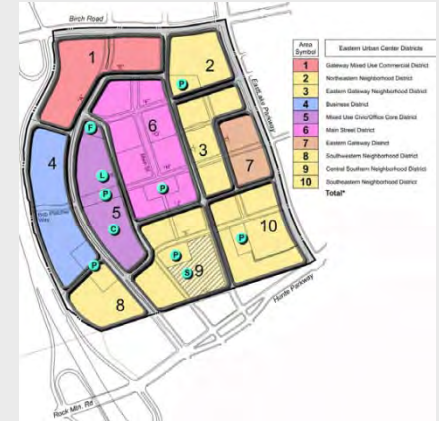 Birch Road
Area
Symbol
Eastern Urban Center Districts
1 Gateway Mixed Use Commercial District
2 Northeastern Neighborhood District
3 Eastern Gateway Neighborhood District
4 Business District
5 Mixed Use Civic/Office Core District
6 Main Street District
7 Eastern Gateway District
8 Southwestern Neighborhood District
9 Central Southern Neighborhood District
10 Southeastern Neighborhood District
Total*
1
2
P
EastLake Parkway
F
6
4
3
7
L
P
P
5
C
P
10
P
P
S
9
8
Hunte Parkway
Rock Mtn. Rd